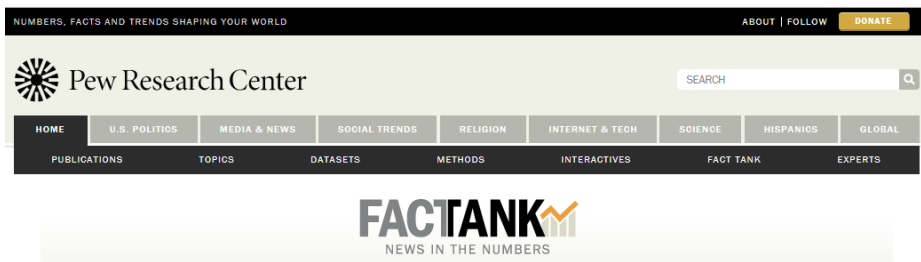 NUMBERS, FACTS AND TRENDS SHAPING YOUR WORLD ABOUT | FOLLOW DONATE
Pew Research Center SEARCH
HOME U.S. POLITICS MEDIA & NEWS SOCIAL TRENDS RELIGION INTERNET & TECH SCIENCE HISPANICS GLOBAL
PUBLICATIONS TOPICS DATASETS METHODS INTERACTIVES FACT TANK EXPERTS
FACTANK
NEWS IN THE NUMBERS